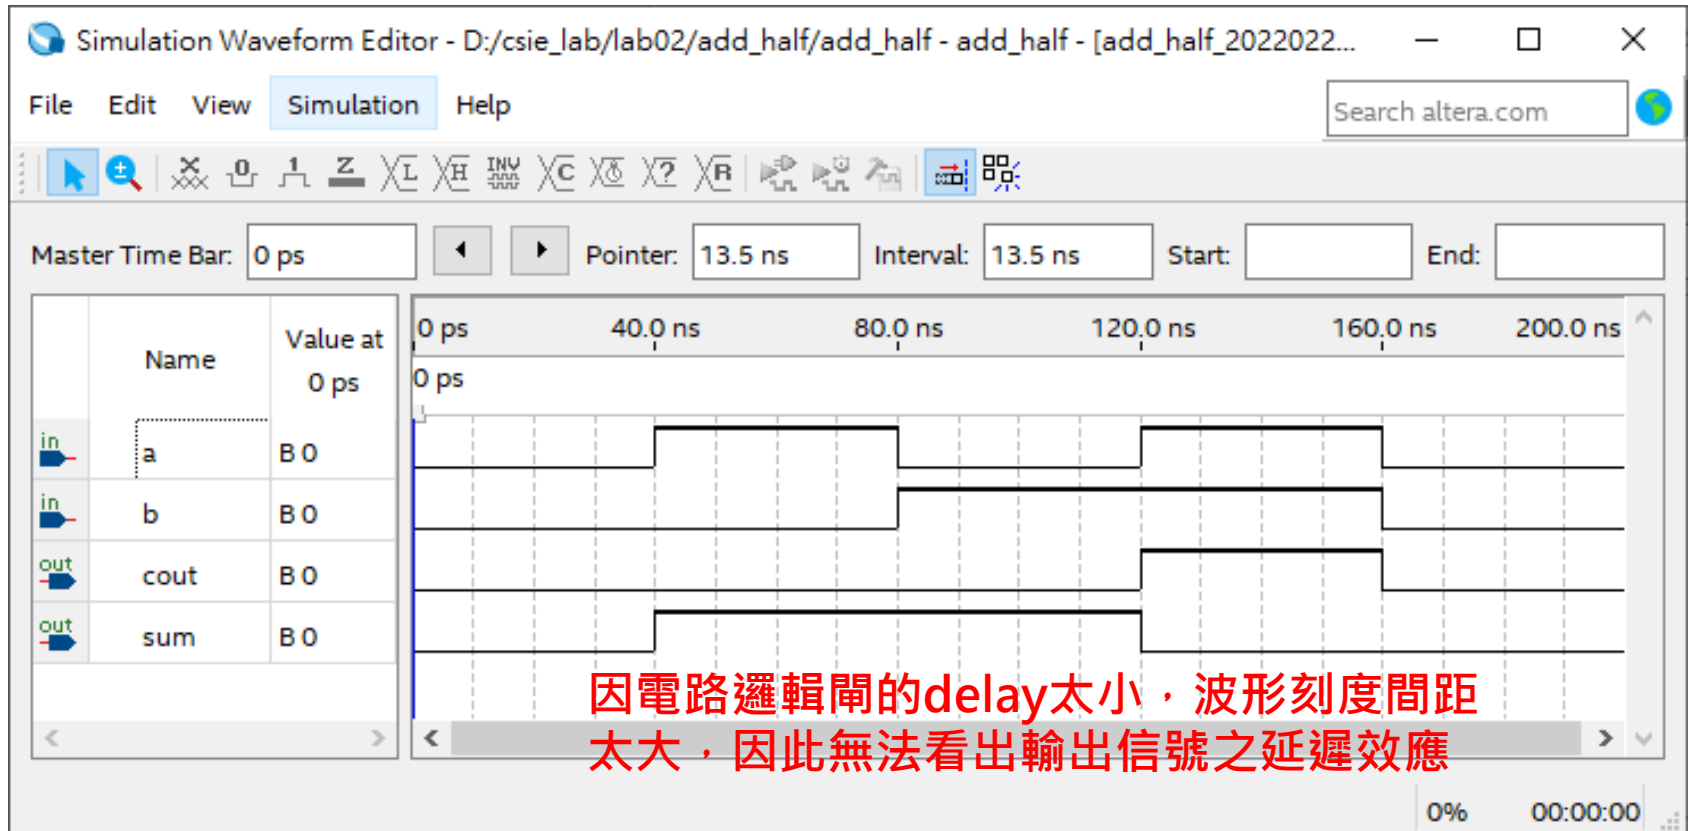 Simulation Waveform Editor - D:/csie_lab/lab02/add_half/add_half - add_half - [add_half_2022022...
File Edit View Simulation Help
Search altera.com
X 0 1 Z L H INV C ? R
Master Time Bar: 0 ps Pointer: 13.5 ns Interval: 13.5 ns Start: End:
Name Value at 0 ps 40.0 ns 80.0 ns 120.0 ns 160.0 ns 200.0 ns
0 ps 0 ps
in a B 0
in b B 0
out cout B 0
out sum B 0
因電路邏輯閘的delay太小，波形刻度間距
太大，因此無法看出輸出信號之延遲效應
0% 00:00:00